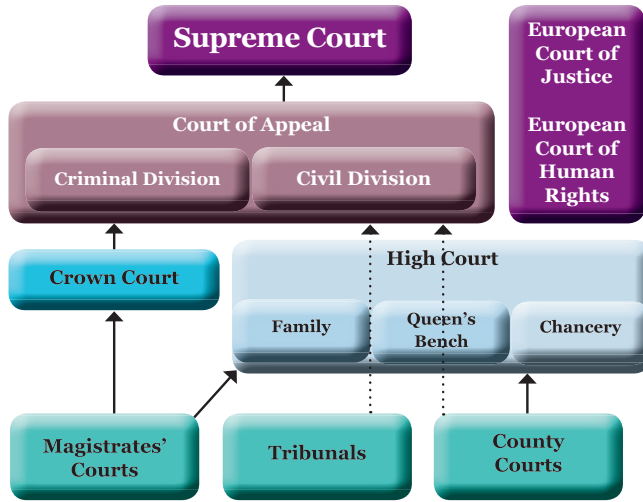 Supreme Court
European
Court of
Justice
European
Court of
Human
Rights
Court of Appeal
Criminal Division
Civil Division
Crown Court
High Court
Family
Queen's
Bench
Chancery
Magistrates'
Courts
Tribunals
County
Courts